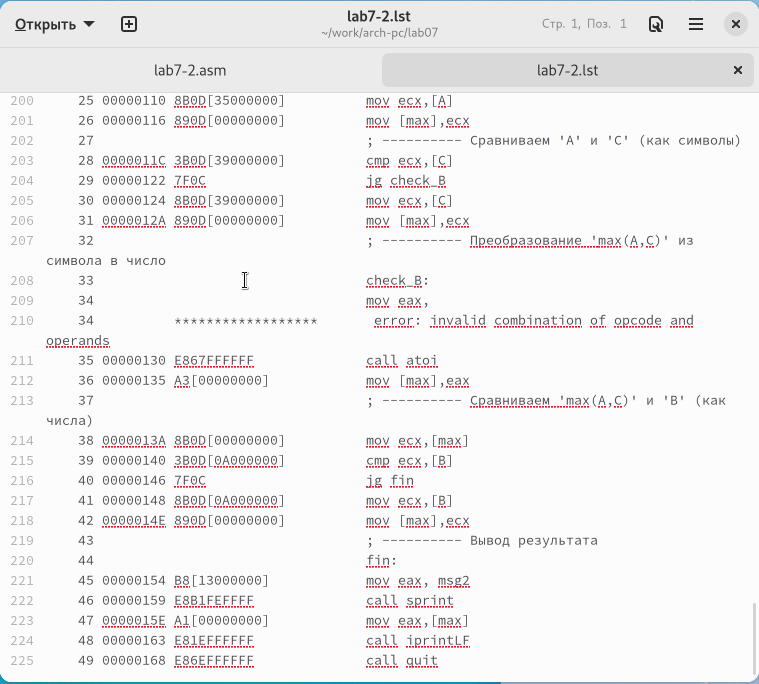 Открыть
lab7-2.lst
~/work/arch-pc/lab07
Стр. 1, Поз. 1
lab7-2.asm
lab7-2.lst
200 25 00000110 8B0D[35000000] mov ecx,[A]
201 26 00000116 890D[00000000] mov [max],ecx
202 27 ; ---------- Сравниваем 'A' и 'C' (как символы)
203 28 0000011C 3B0D[39000000] cmp ecx,[C]
204 29 00000122 7F0C jg check_B
205 30 00000124 8B0D[39000000] mov ecx,[C]
206 31 0000012A 890D[00000000] mov [max],ecx
207 32 ; ---------- Преобразование 'max(A,C)' из
символа в число
208 33 check_B:
209 34 mov eax,
210 34 ****************** error: invalid combination of opcode and
operands
211 35 00000130 E867FFFFFF call atoi
212 36 00000135 A3[00000000] mov [max],eax
213 37 ; ---------- Сравниваем 'max(A,C)' и 'B' (как
числа)
214 38 0000013A 8B0D[00000000] mov ecx,[max]
215 39 00000140 3B0D[0A000000] cmp ecx,[B]
216 40 00000146 7F0C jg fin
217 41 00000148 8B0D[0A000000] mov ecx,[B]
218 42 0000014E 890D[00000000] mov [max],ecx
219 43 ; ---------- Вывод результата
220 44 fin:
221 45 00000154 B8[13000000] mov eax, msg2
222 46 00000159 E8B1FEFFFF call sprint
223 47 0000015E A1[00000000] mov eax,[max]
224 48 00000163 E81EFFFFFF call iprintLF
225 49 00000168 E86EFFFFFF call quit